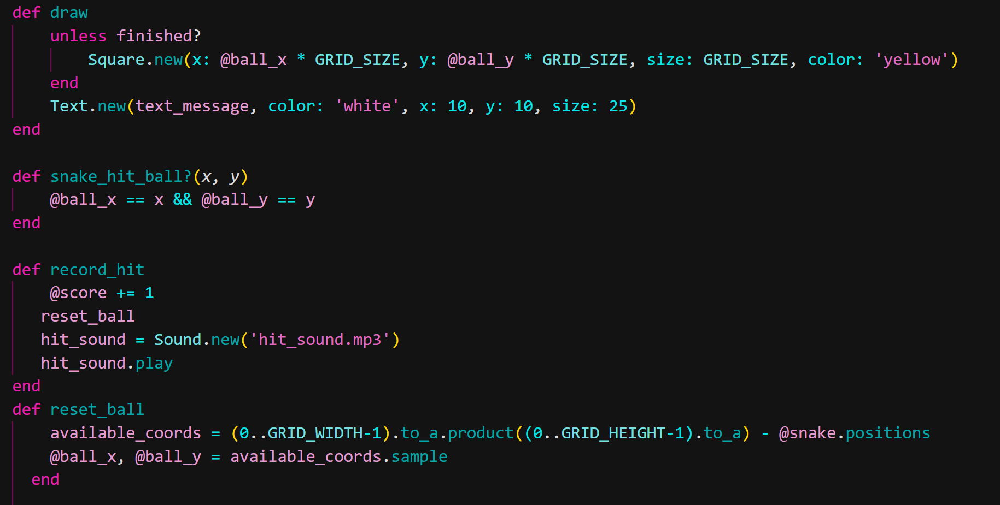 def draw
    unless finished?
        Square.new(x: @ball_x * GRID_SIZE, y: @ball_y * GRID_SIZE, size: GRID_SIZE, color: 'yellow')
    end
    Text.new(text_message, color: 'white', x: 10, y: 10, size: 25)
end

def snake_hit_ball?(x, y)
    @ball_x == x && @ball_y == y
end

def record_hit
    @score += 1
   reset_ball
   hit_sound = Sound.new('hit_sound.mp3')
   hit_sound.play
end
def reset_ball
    available_coords = (0..GRID_WIDTH-1).to_a.product((0..GRID_HEIGHT-1).to_a) - @snake.positions
    @ball_x, @ball_y = available_coords.sample
  end